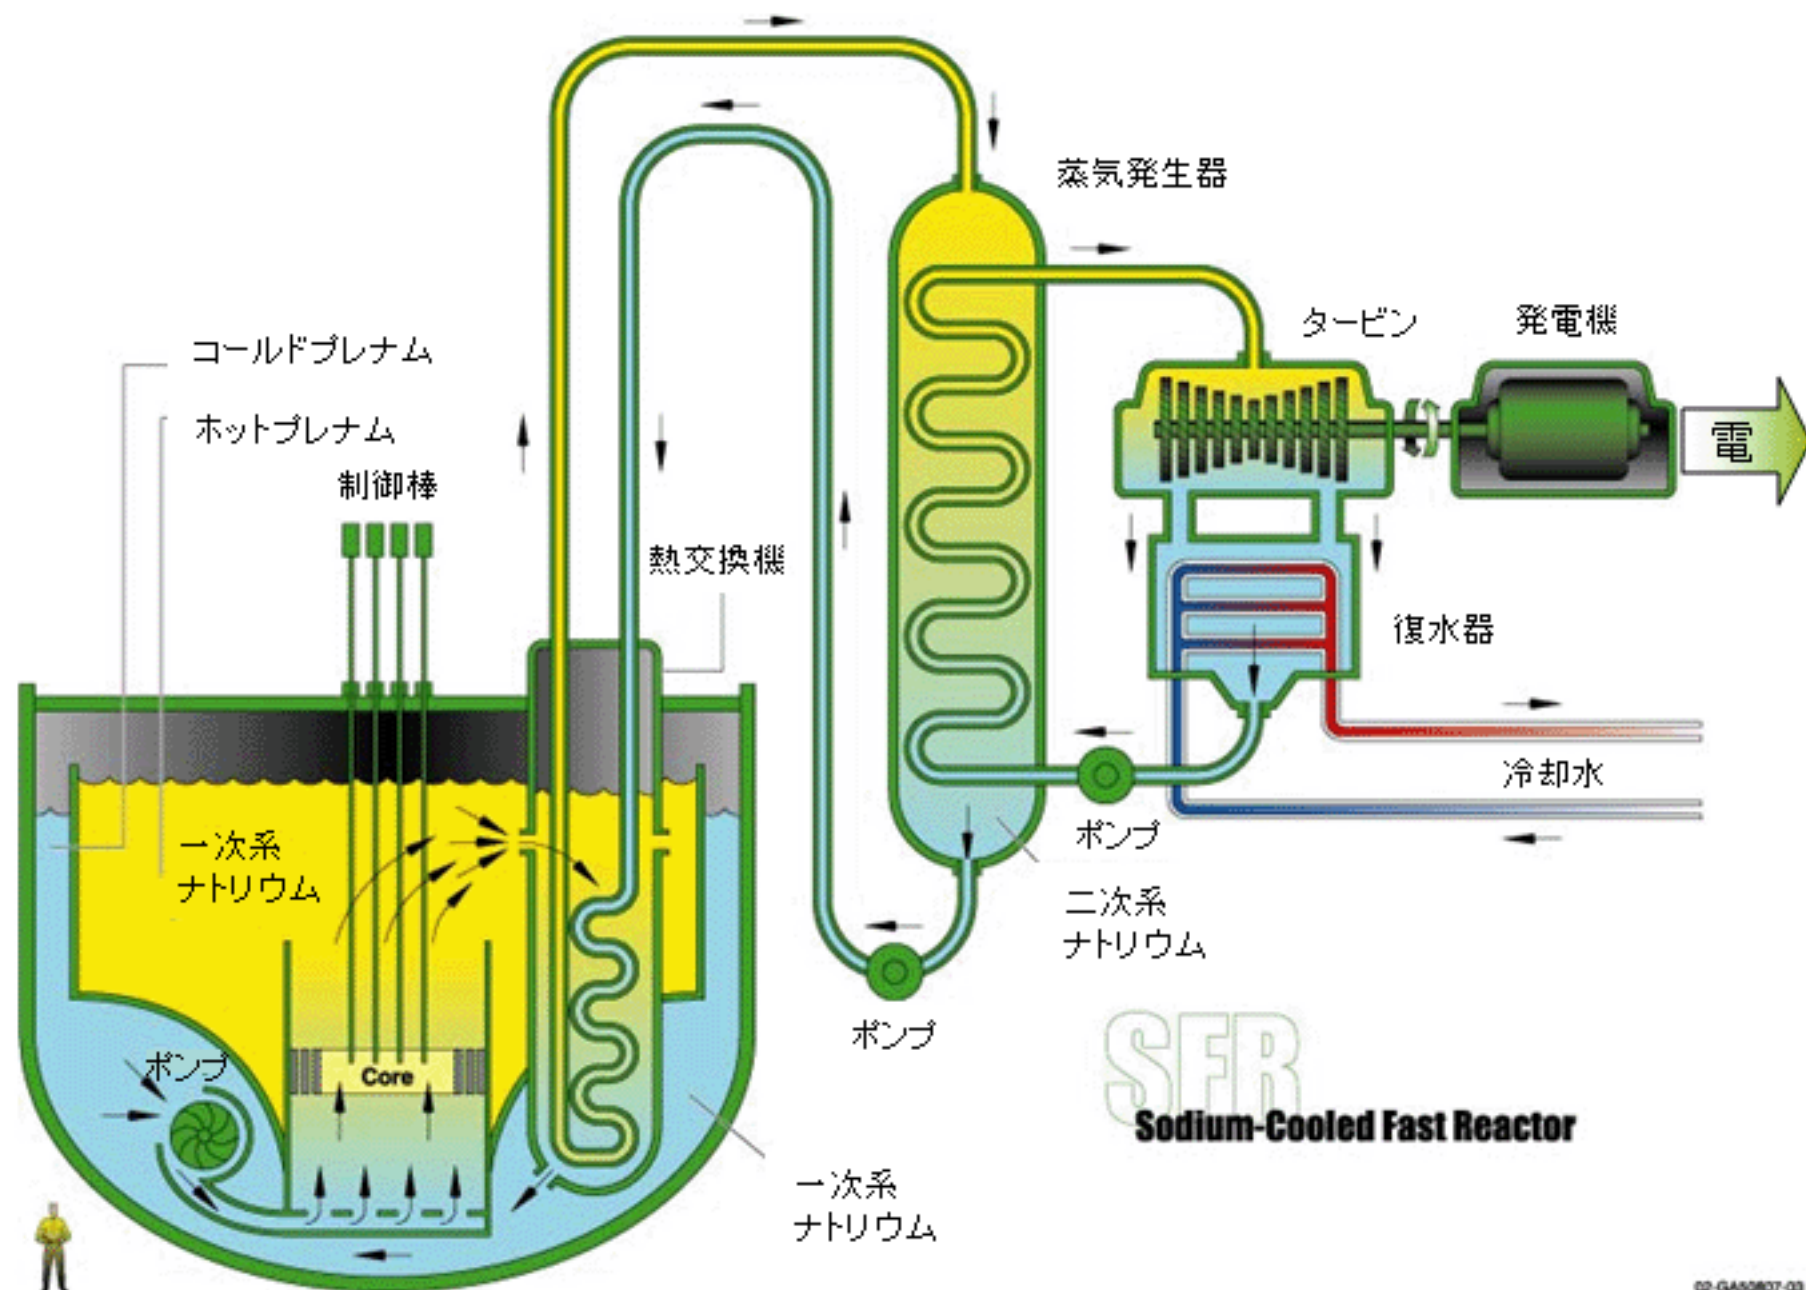 蒸気発生器
タービン
発電機
コールドプレナム
ホットプレナム
電
制御棒
熱交換機
復水器
冷却水
一次系
ナトリウム
ポンプ
二次系
ナトリウム
ポンプ
ポンプ
Core
SFR
Sodium-Cooled Fast Reactor
一次系
ナトリウム
02-GA50807-03